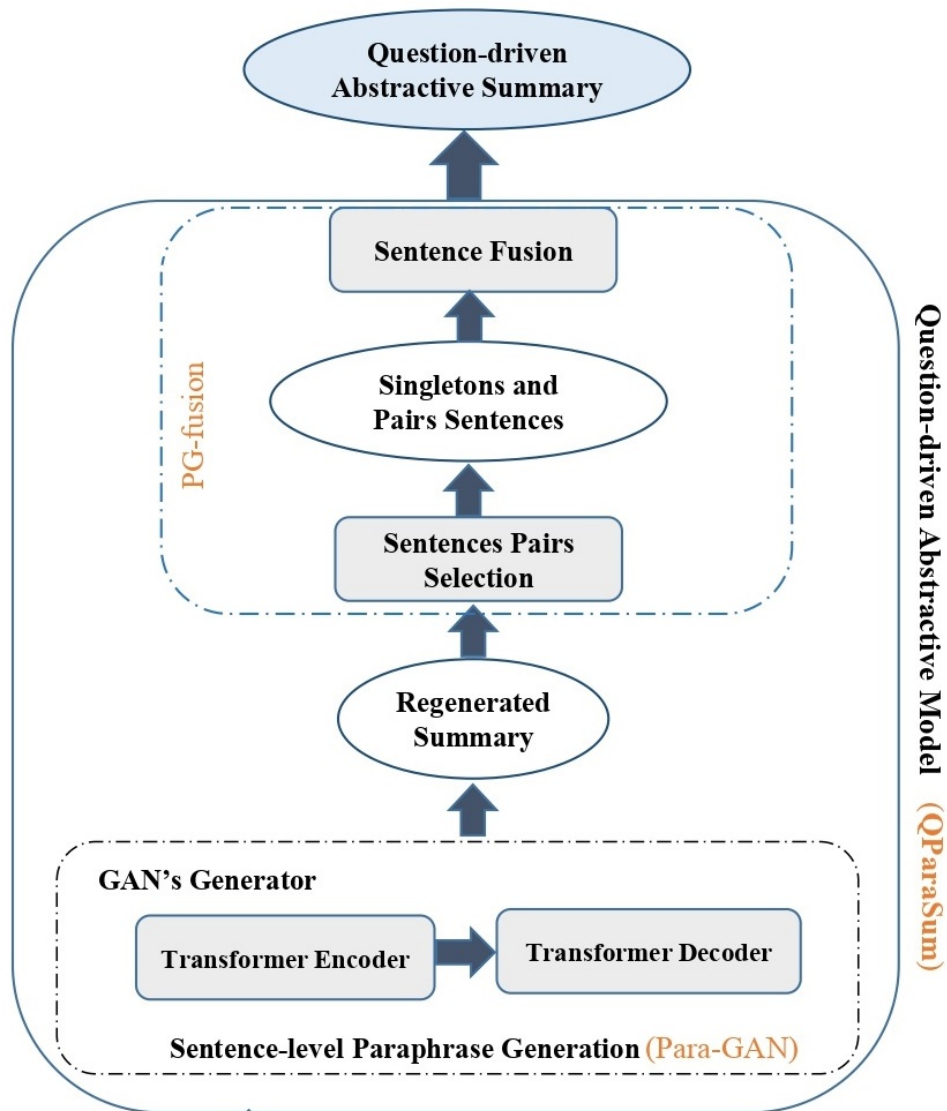 Question-driven
Abstractive Summary
Sentence Fusion
Singletons and
Pairs Sentences
PG-fusion
Sentences Pairs
Selection
Regenerated
Summary
GAN's Generator
Transformer Encoder
Transformer Decoder
Sentence-level Paraphrase Generation (Para-GAN)
Question-driven Abstractive Model (QParaSum)